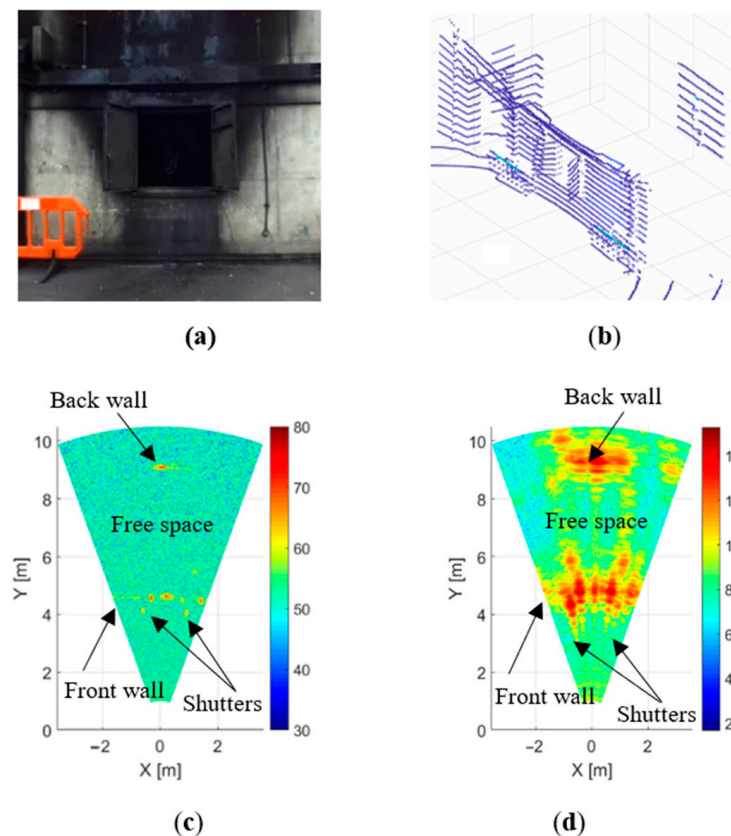 (a)
(b)
Back wall
Free space
Front wall
Shutters
Y [m]
10
8
6
4
2
0
−2
0
2
X [m]
80
70
60
50
40
30
(c)
Back wall
Free space
Front wall
Shutters
Y [m]
10
8
6
4
2
0
−2
0
2
X [m]
(d)